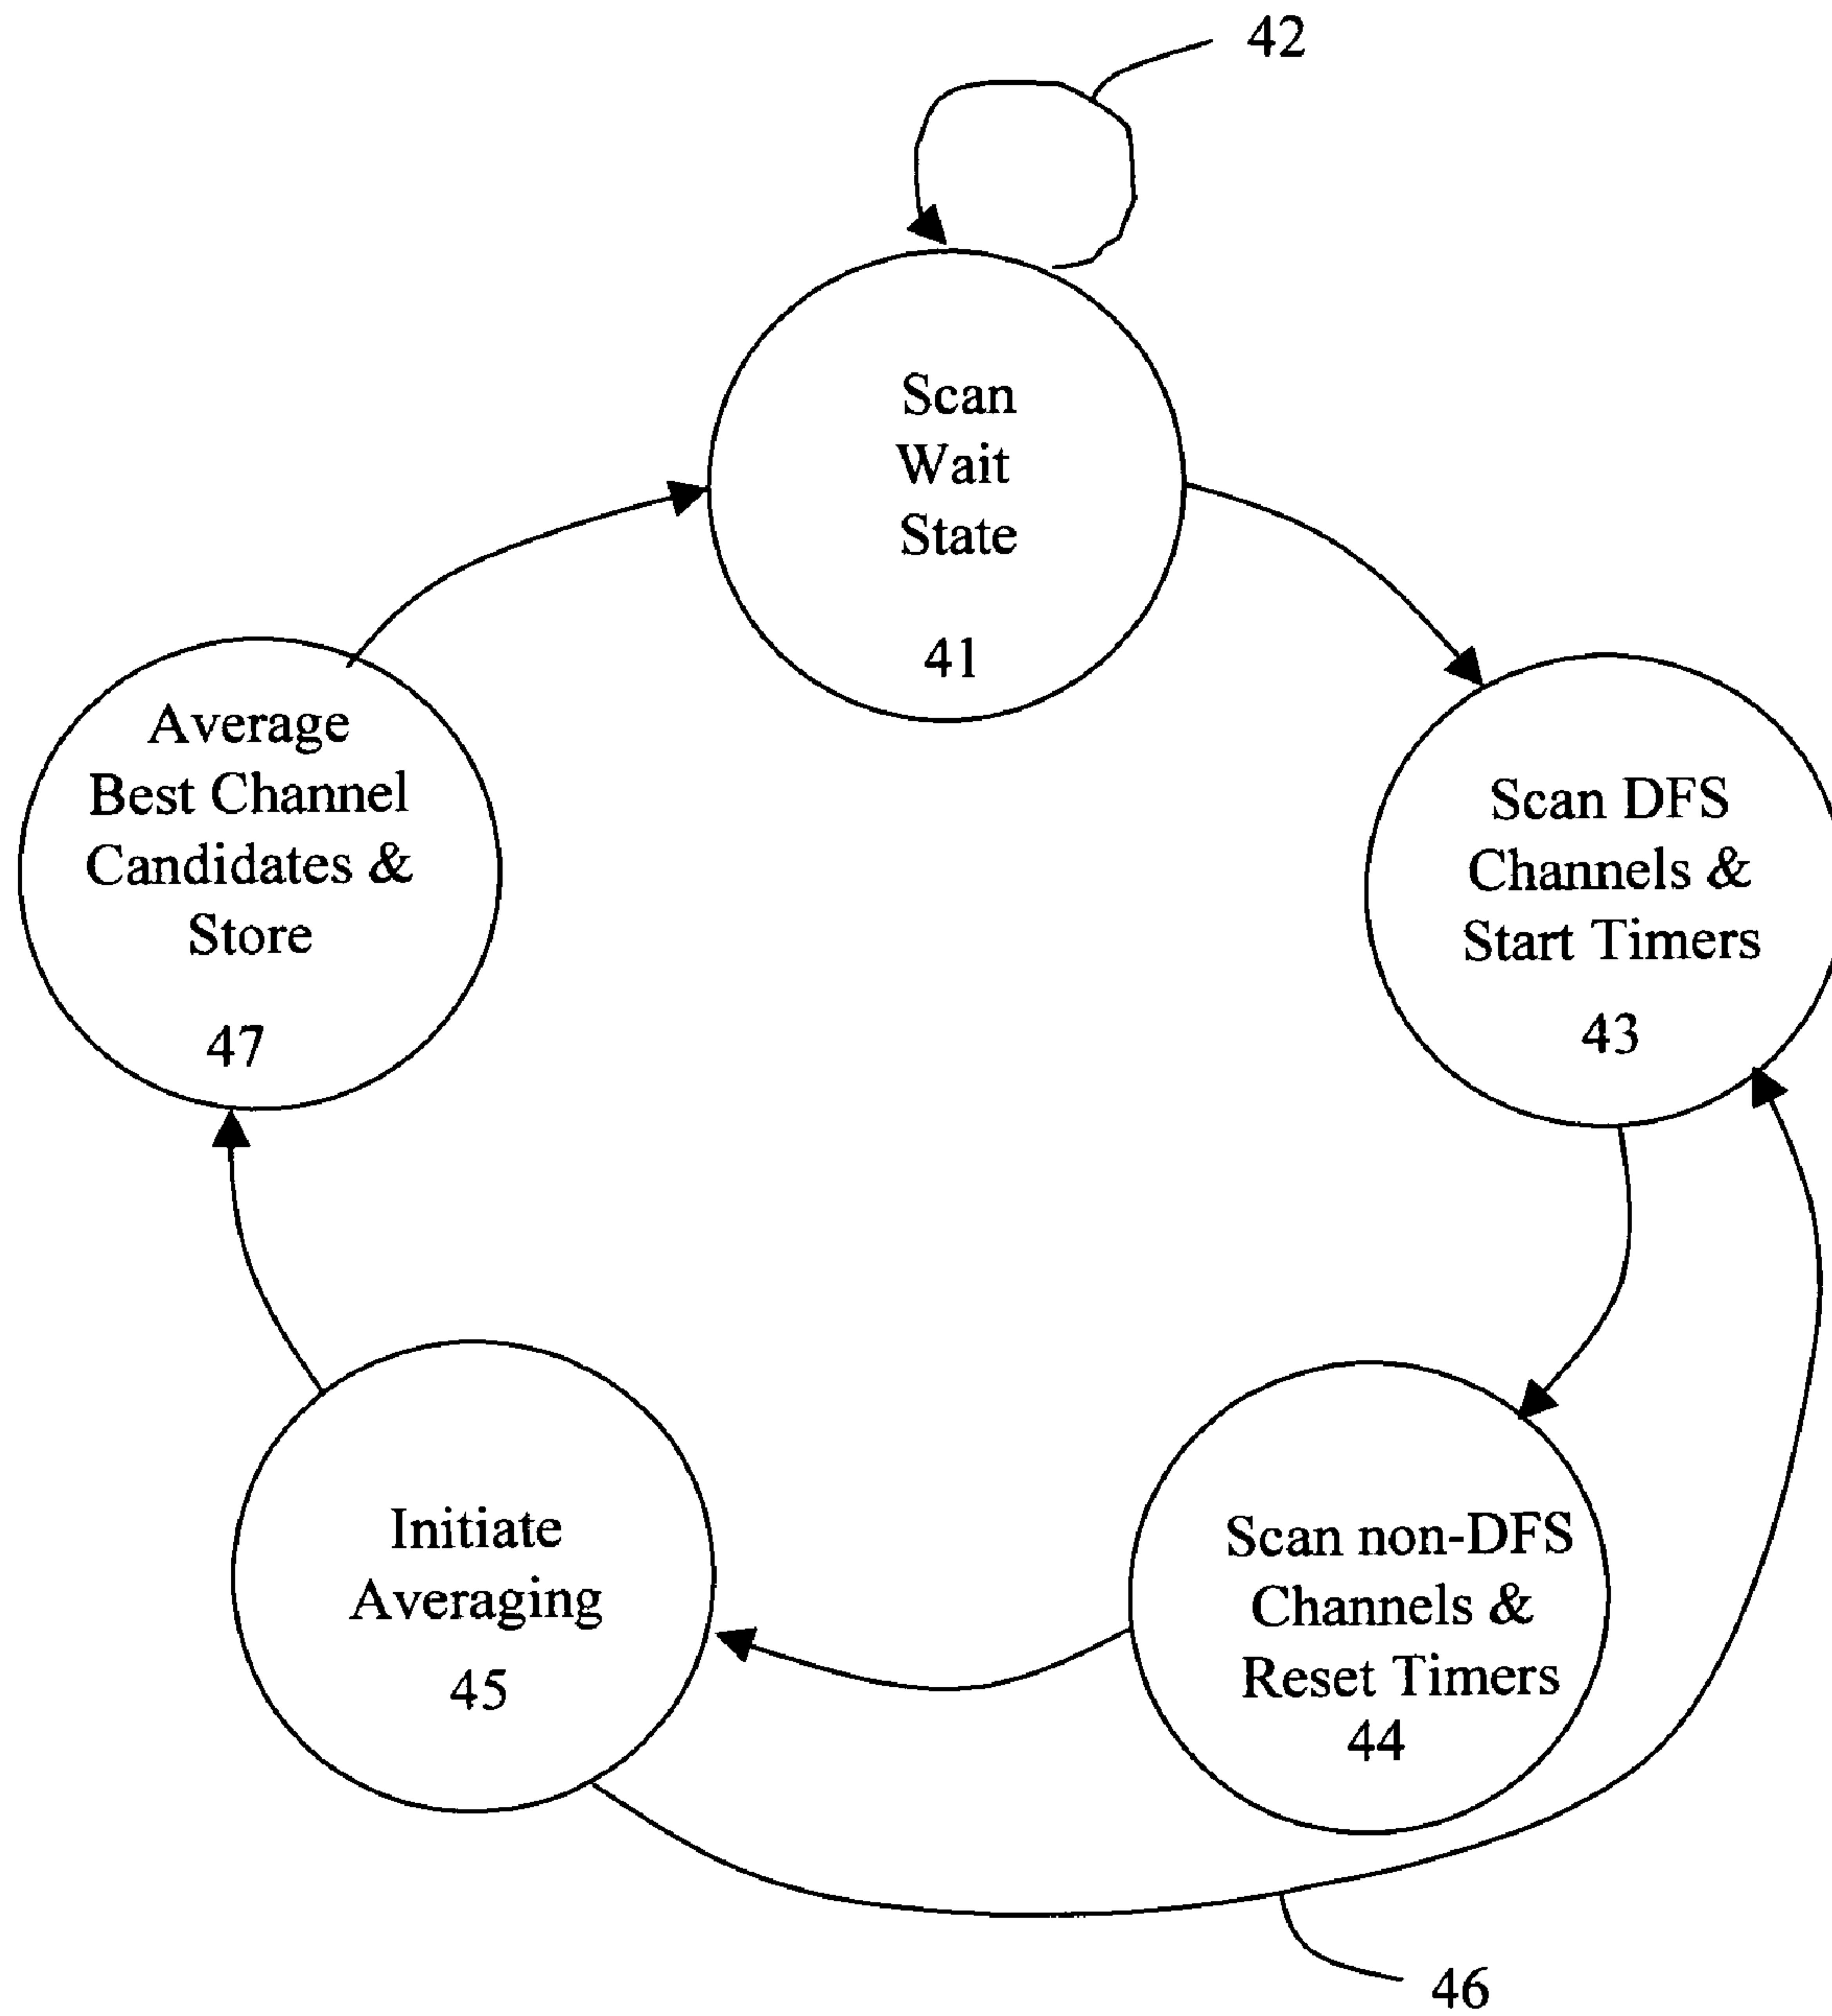 42
Scan
Wait
State
41
Average
Best Channel
Candidates &
Store
47
Scan DFS
Channels &
Start Timers
43
Initiate
Averaging
45
Scan non-DFS
Channels &
Reset Timers
44
46